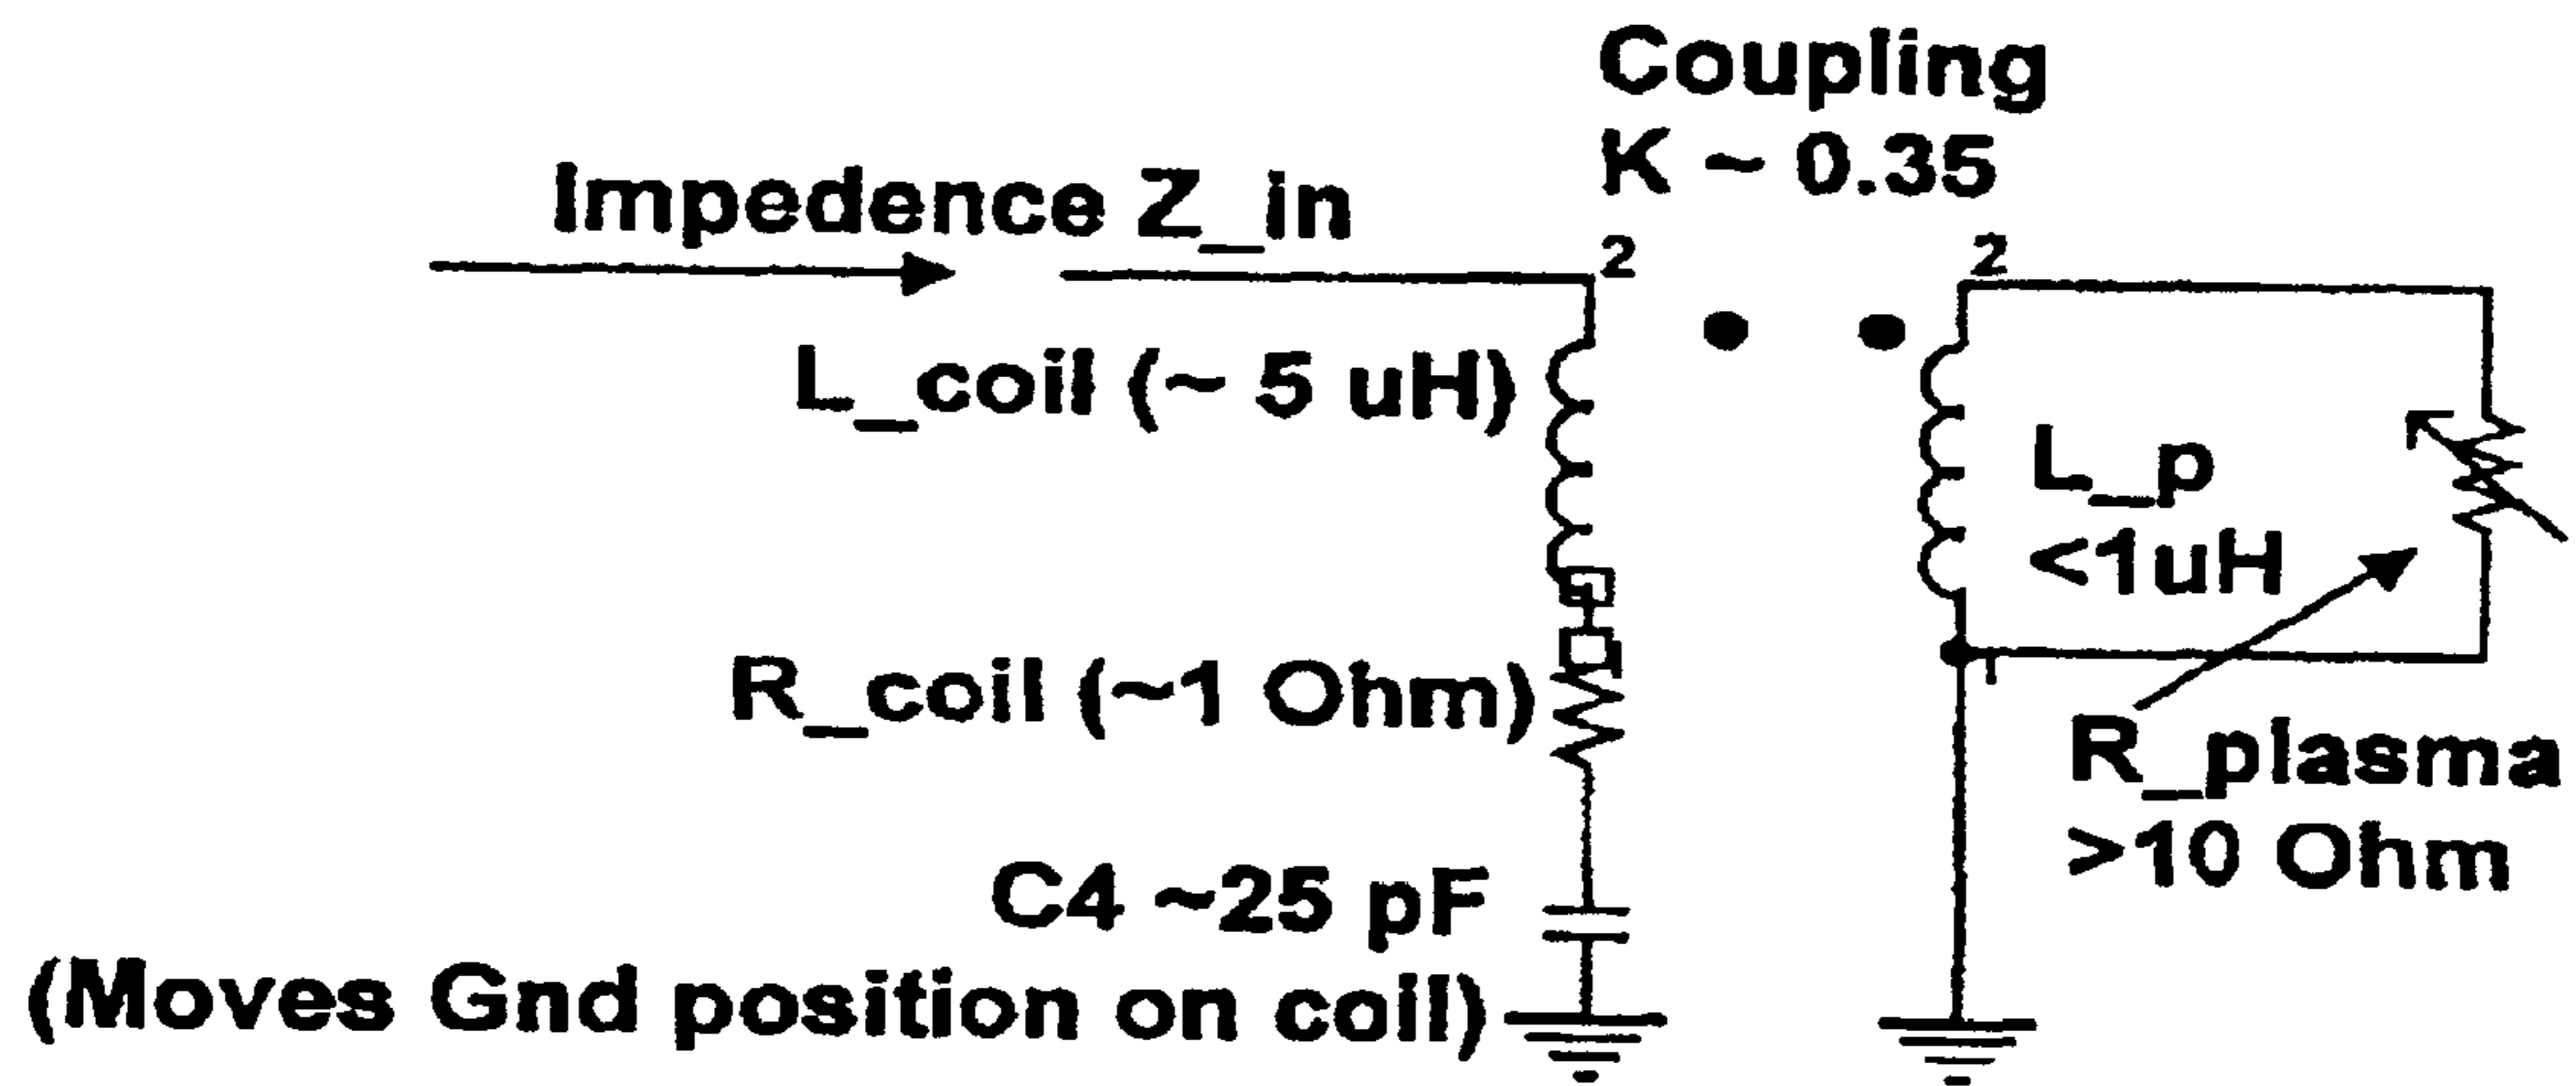 Coupling
K ~ 0.35
Impedence Z_in
2
2
L_coil (~ 5 uH)
L_p
<1uH
R_coil (~1 Ohm)
1
1
R_plasma
>10 Ohm
C4 ~25 pF
(Moves Gnd position on coil)